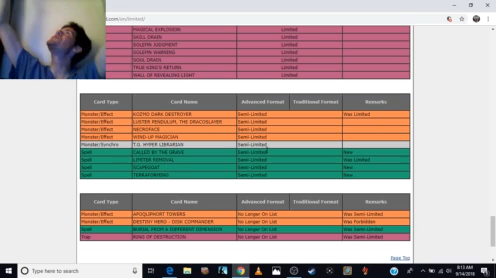 .com/en/limited/
MAGICAL EXPLOSION Limited
SKILL DRAIN Limited
SOLEMN JUDGMENT Limited
SOLEMN WARNING Limited
SOUL DRAIN Limited
TRUE KING'S RETURN Limited
WALL OF REVEALING LIGHT Limited
Card Type Card Name Advanced Format Traditional Format Remarks
Monster/Effect KOZMO DARK DESTROYER Semi-Limited Was Limited
Monster/Effect LUSTER PENDULUM, THE DRACOSLAYER Semi-Limited
Monster/Effect NECROFACE Semi-Limited
Monster/Effect WIND-UP MAGICIAN Semi-Limited
Monster/Synchro T.G. HYPER LIBRARIAN Semi-Limited
Spell CALLED BY THE GRAVE Semi-Limited New
Spell LIMITER REMOVAL Semi-Limited Was Limited
Spell SCAPEGOAT Semi-Limited New
Spell TERRAFORMING Semi-Limited New
Card Type Card Name Advanced Format Traditional Format Remarks
Monster/Effect APOQLIPHORT TOWERS No Longer On List Was Semi-Limited
Monster/Effect DESTINY HERO - DISK COMMANDER No Longer On List Was Forbidden
Spell BURIAL FROM A DIFFERENT DIMENSION No Longer On List Was Semi-Limited
Trap RING OF DESTRUCTION No Longer On List Was Semi-Limited
Page Top
Type here to search
8:13 AM
9/14/2018